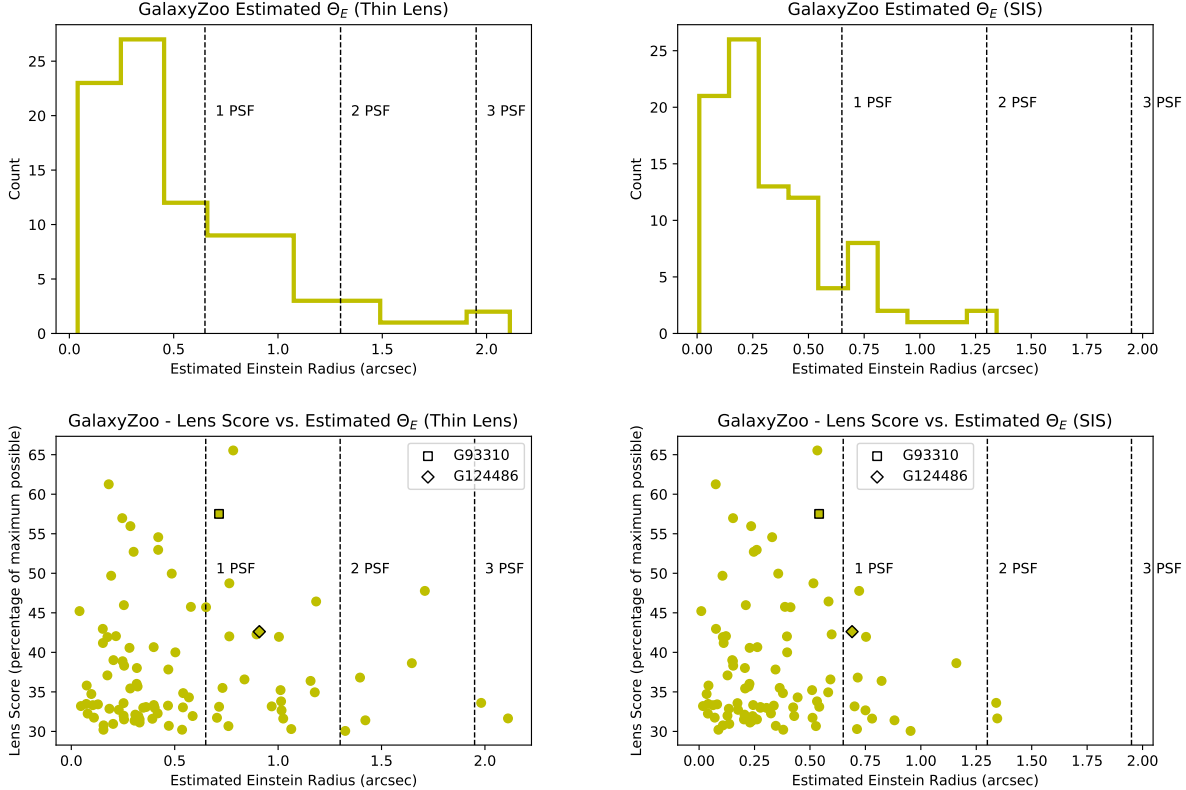 GalaxyZoo Estimated Θ_E (Thin Lens)
25
20
15
10
5
0
Count
1 PSF
2 PSF
3 PSF
0.0 0.5 1.0 1.5 2.0
Estimated Einstein Radius (arcsec)
GalaxyZoo Estimated Θ_E (SIS)
25
20
15
10
5
0
Count
1 PSF
2 PSF
3 PSF
0.00 0.25 0.50 0.75 1.00 1.25 1.50 1.75 2.00
Estimated Einstein Radius (arcsec)
GalaxyZoo - Lens Score vs. Estimated Θ_E (Thin Lens)
65
60
55
50
45
40
35
30
Lens Score (percentage of maximum possible)
G93310
G124486
1 PSF
2 PSF
3 PSF
0.0 0.5 1.0 1.5 2.0
Estimated Einstein Radius (arcsec)
GalaxyZoo - Lens Score vs. Estimated Θ_E (SIS)
65
60
55
50
45
40
35
30
Lens Score (percentage of maximum possible)
G93310
G124486
1 PSF
2 PSF
3 PSF
0.00 0.25 0.50 0.75 1.00 1.25 1.50 1.75 2.00
Estimated Einstein Radius (arcsec)